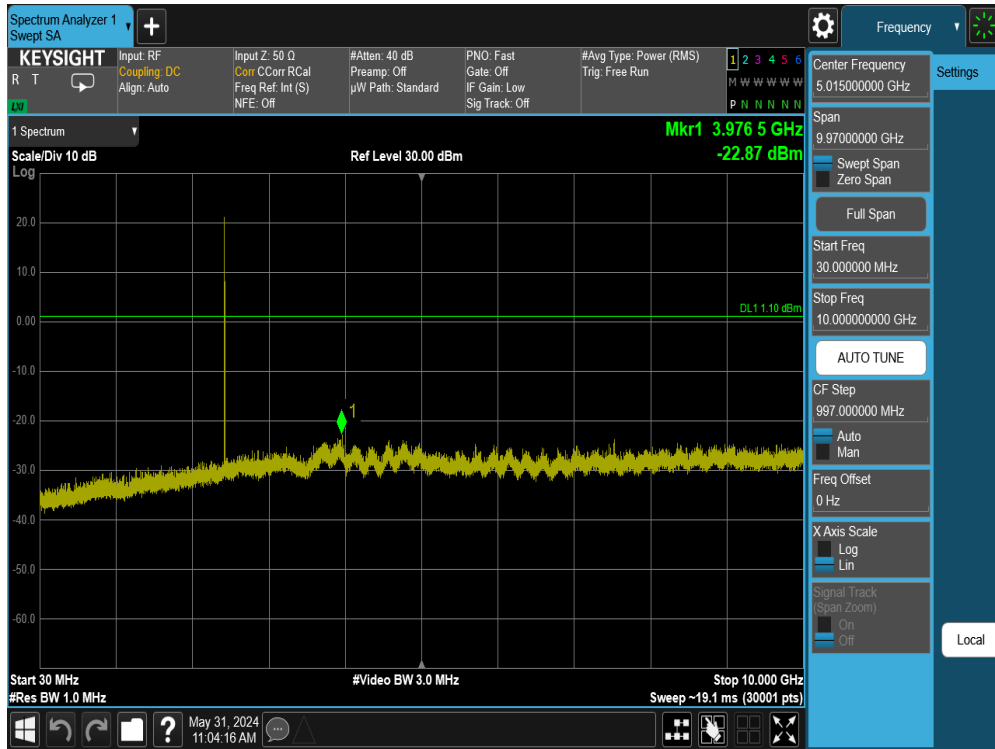 Spectrum Analyzer 1
Swept SA
Frequency
KEYSIGHT
R T
LXI
Input: RF
Coupling: DC
Align: Auto
Input Z: 50 Ω
Corr CCorr RCal
Freq Ref: Int (S)
NFE: Off
#Atten: 40 dB
Preamp: Off
µW Path: Standard
PNO: Fast
Gate: Off
IF Gain: Low
Sig Track: Off
#Avg Type: Power (RMS)
Trig: Free Run
1 2 3 4 5 6
M W W W W W
P N N N N N
1 Spectrum
Scale/Div 10 dB
Log
Ref Level 30.00 dBm
Mkr1 3.976 5 GHz
-22.87 dBm
20.0
10.0
0.00
-10.0
-20.0
-30.0
-40.0
-50.0
-60.0
DL1 1.10 dBm
1
Start 30 MHz
#Video BW 3.0 MHz
Stop 10.000 GHz
#Res BW 1.0 MHz
Sweep ~19.1 ms (30001 pts)
Center Frequency
5.015000000 GHz
Settings
Span
9.97000000 GHz
Swept Span
Zero Span
Full Span
Start Freq
30.000000 MHz
Stop Freq
10.000000000 GHz
AUTO TUNE
CF Step
997.000000 MHz
Auto
Man
Freq Offset
0 Hz
X Axis Scale
Log
Lin
Signal Track
(Span Zoom)
On
Off
Local
?
May 31, 2024
11:04:16 AM